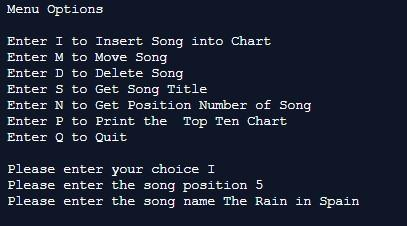 Menu Options
Enter I to Insert Song into Chart
Enter M to Move Song
Enter D to Delete Song
Enter S to Get Song Title
Enter N to Get Position Number of Song
Enter P to Print the  Top Ten Chart
Enter Q to Quit
Please enter your choice I
Please enter the song position 5
Please enter the song name The Rain in Spain